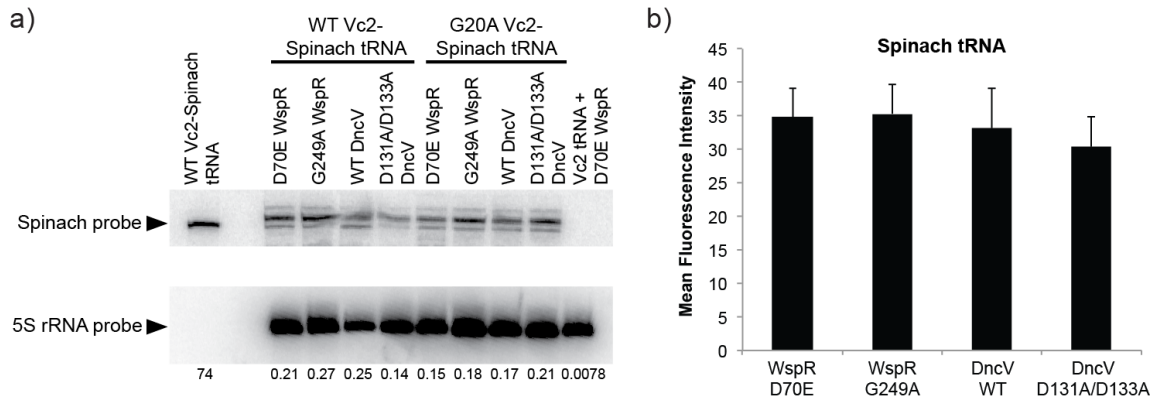 a)
WT Vc2-
Spinach tRNA
G20A Vc2-
Spinach tRNA
WT Vc2-Spinach
tRNA
D70E WspR
G249A WspR
WT DncV
D131A/D133A
DncV
D70E WspR
G249A WspR
WT DncV
D131A/D133A
DncV
Vc2 tRNA +
D70E WspR
Spinach probe
5S rRNA probe
74 0.21 0.27 0.25 0.14 0.15 0.18 0.17 0.21 0.0078
b)
Spinach tRNA
Mean Fluorescence Intensity
45
40
35
30
25
20
15
10
5
0
WspR WspR DncV DncV
D70E G249A WT D131A/D133A